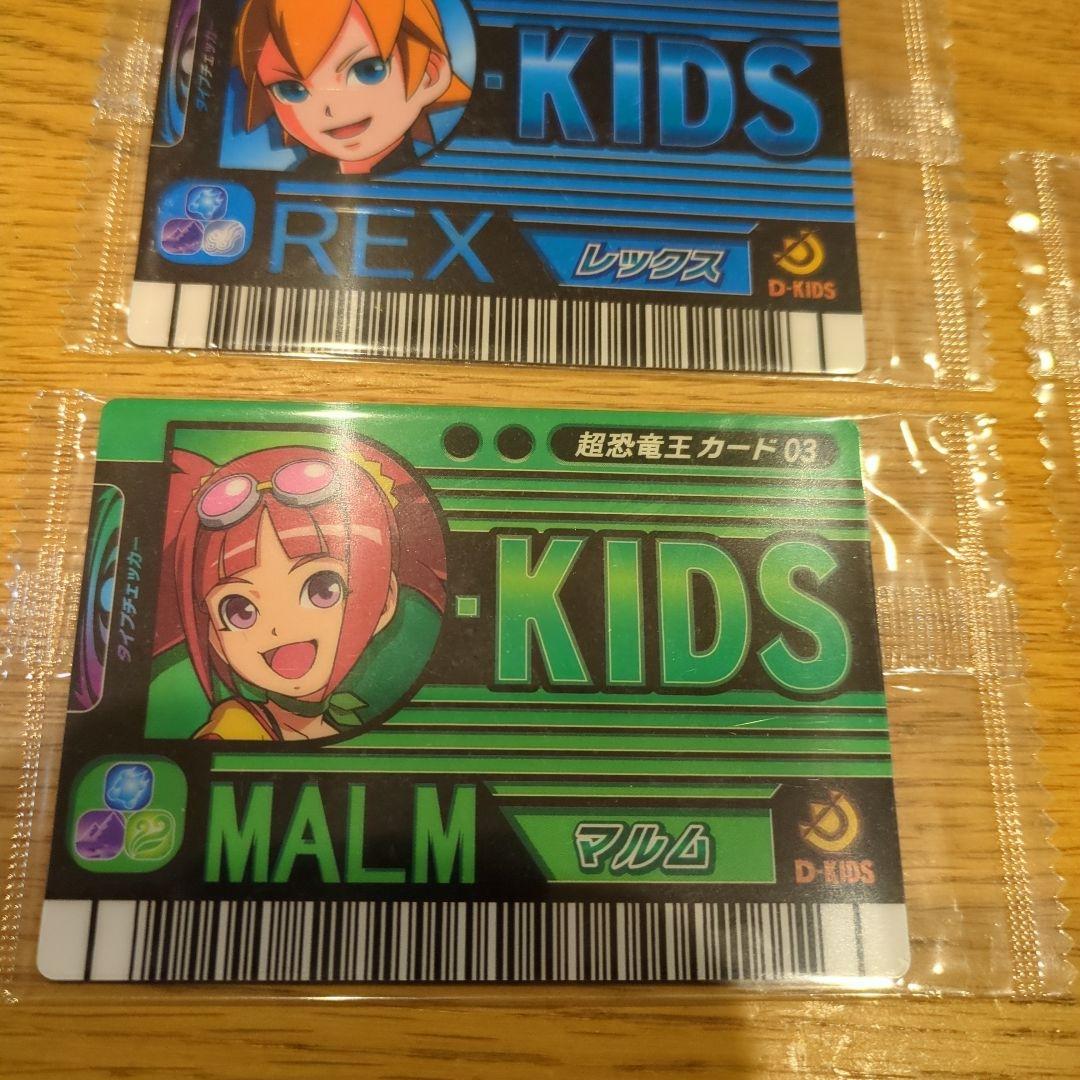 タイプチェッカー
·KIDS
REX
レックス
D-KIDS
超恐竜王 カード 03
タイプチェッカー
·KIDS
MALM
マルム
D-KIDS